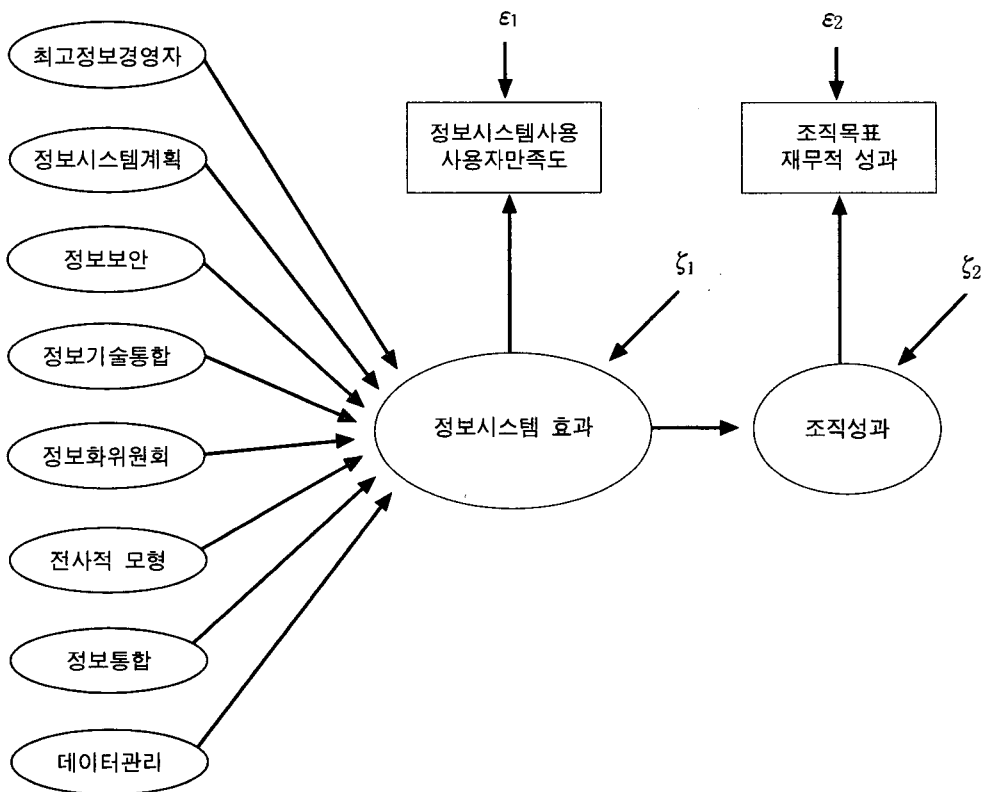 ε1
ε2
최고정보경영자
정보시스템사용
사용자만족도
조직목표
재무적 성과
정보시스템계획
정보보안
ζ1
ζ2
정보기술통합
정보시스템 효과
조직성과
정보화위원회
전사적 모형
정보통합
데이터관리